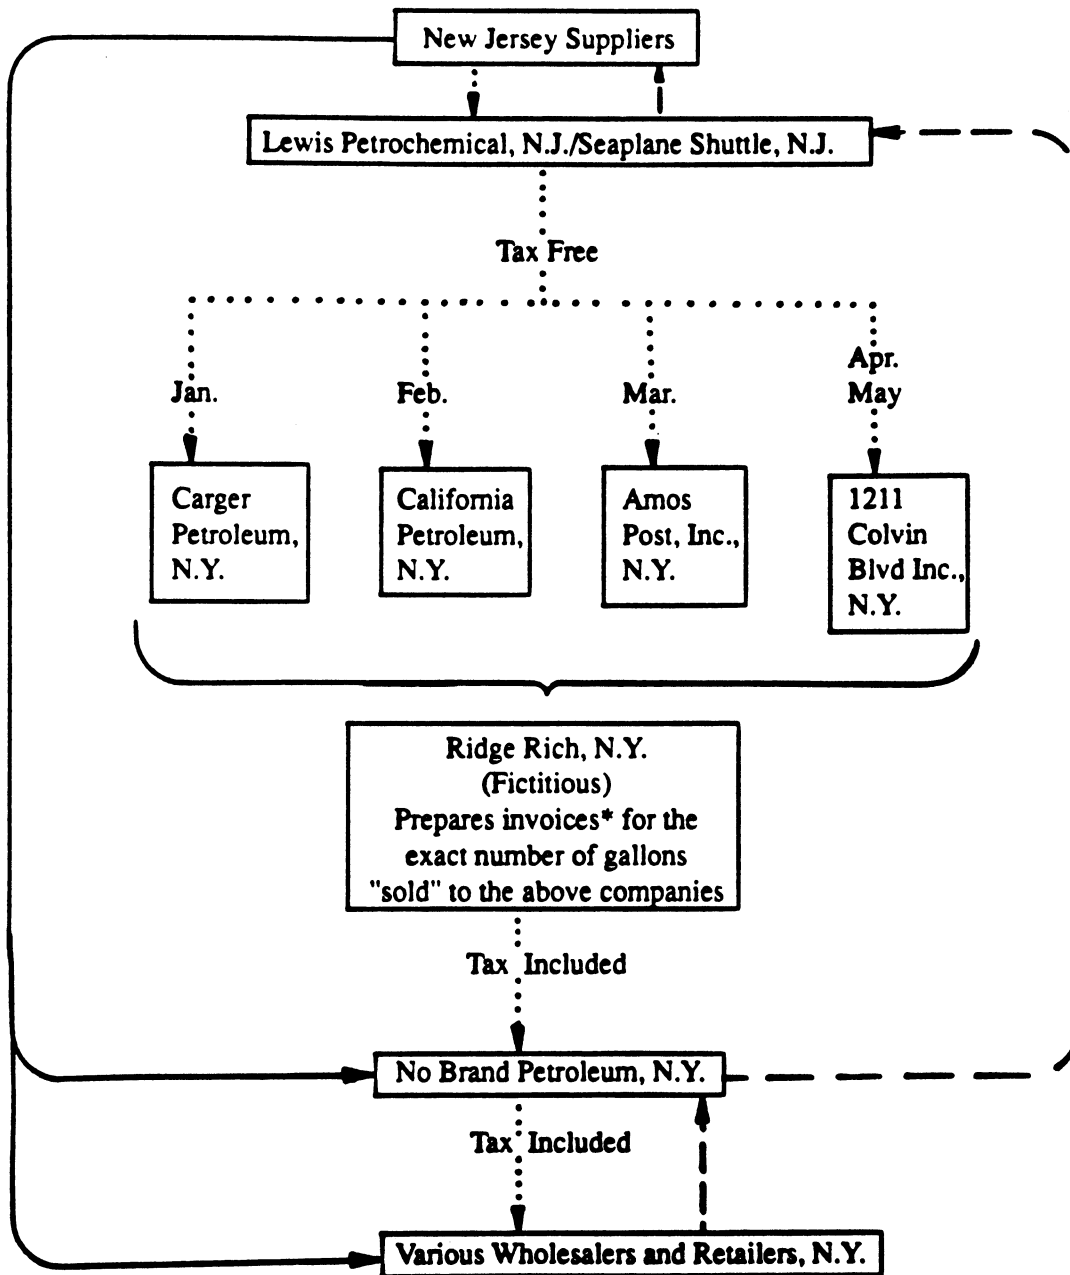 New Jersey Suppliers
Lewis Petrochemical, N.J./Seaplane Shuttle, N.J.
Tax Free
Jan.
Feb.
Mar.
Apr.
May
Carger
Petroleum,
N.Y.
California
Petroleum,
N.Y.
Amos
Post, Inc.,
N.Y.
1211
Colvin
Blvd Inc.,
N.Y.
Ridge Rich, N.Y.
(Fictitious)
Prepares invoices* for the
exact number of gallons
"sold" to the above companies
Tax Included
No Brand Petroleum, N.Y.
Tax Included
Various Wholesalers and Retailers, N.Y.